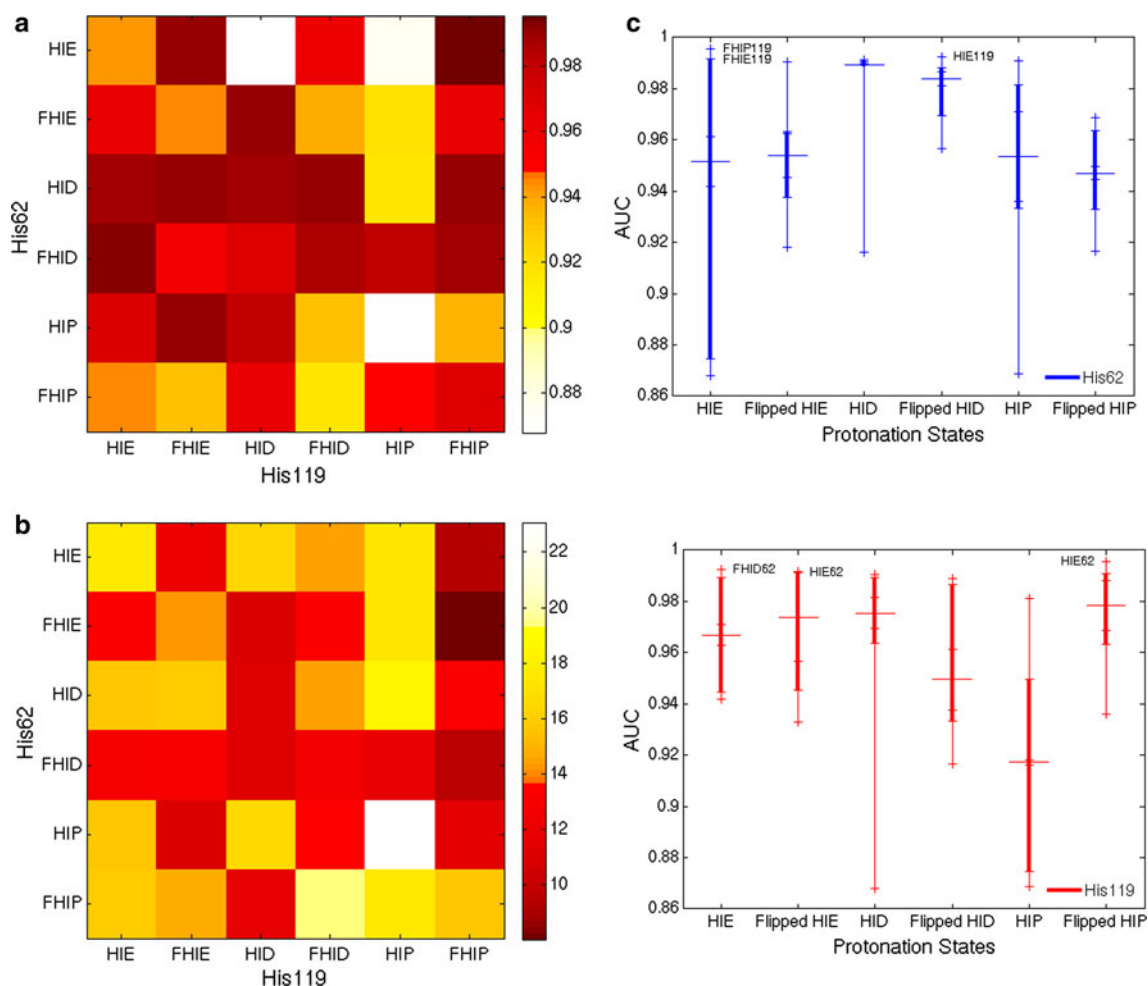 a
HIE
FHIE
HID
FHID
HIP
FHIP
His62
HIE FHIE HID FHID HIP FHIP
His119
0.98
0.96
0.94
0.92
0.9
0.88
b
HIE
FHIE
HID
FHID
HIP
FHIP
His62
HIE FHIE HID FHID HIP FHIP
His119
22
20
18
16
14
12
10
c
1
0.98
0.96
0.94
0.92
0.9
0.88
0.86
AUC
FHIP119
FHIE119
HIE119
His62
HIE Flipped HIE HID Flipped HID HIP Flipped HIP
Protonation States
1
0.98
0.96
0.94
0.92
0.9
0.88
0.86
AUC
FHID62
HIE62
HIE62
His119
HIE Flipped HIE HID Flipped HID HIP Flipped HIP
Protonation States